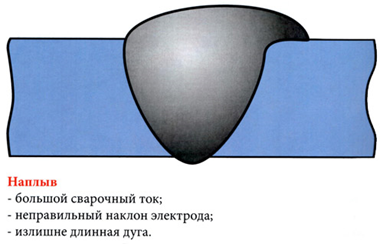 Наплыв
- большой сварочный ток;
- неправильный наклон электрода;
- излишне длинная дуга.